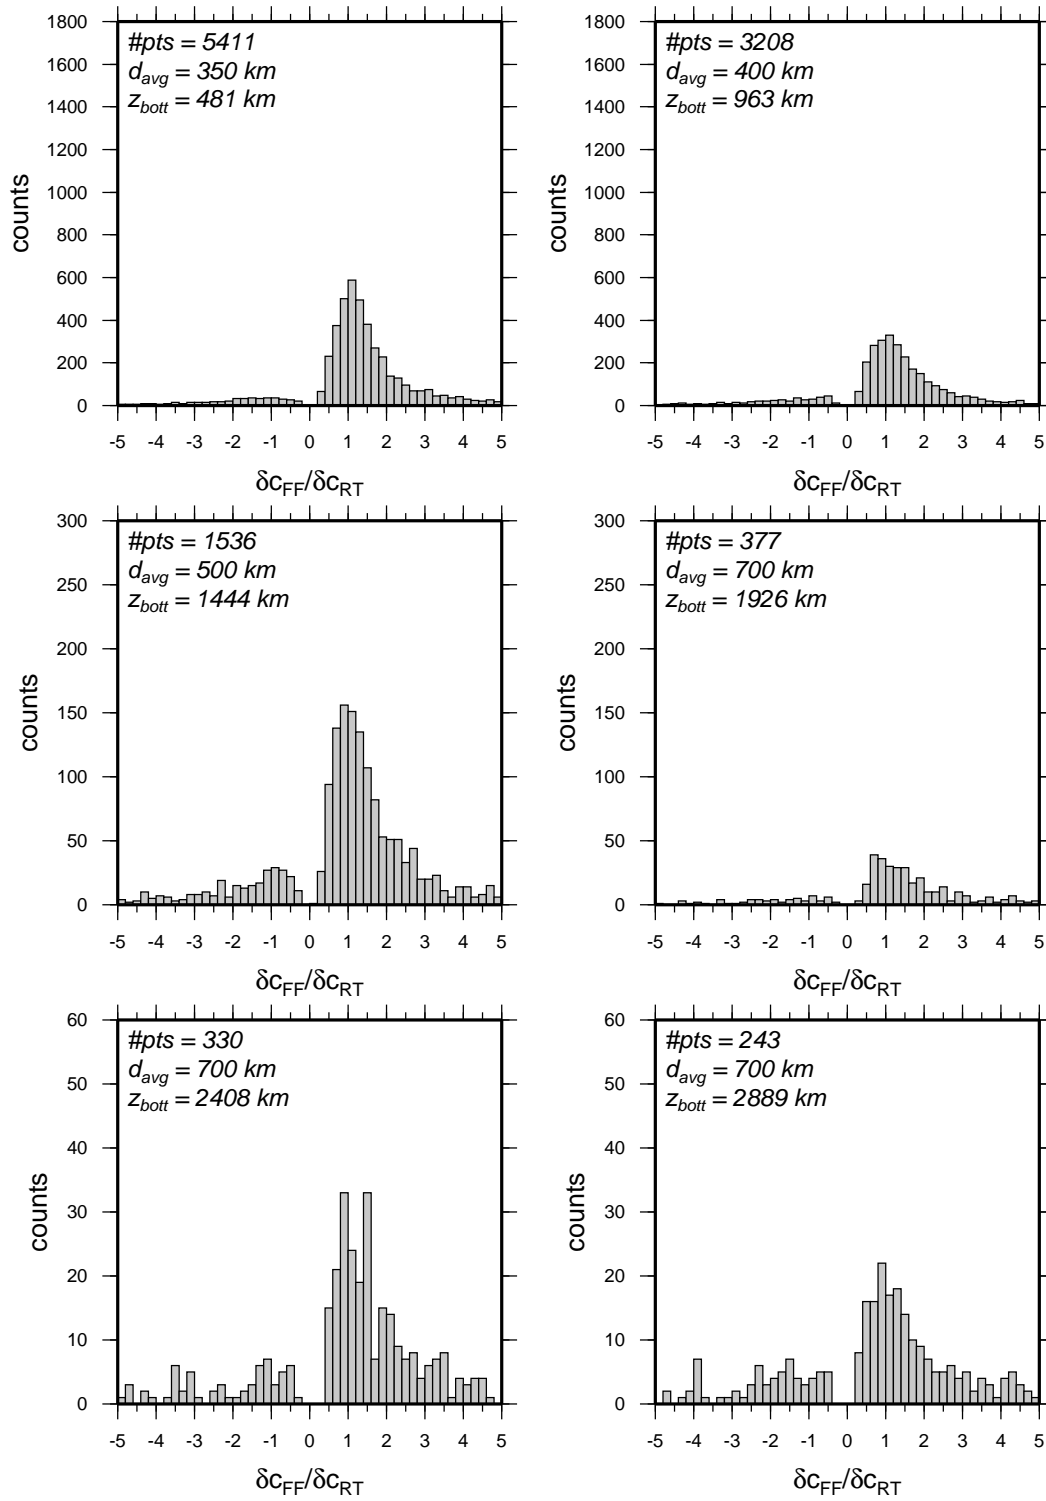 #pts = 5411
d_avg = 350 km
z_bott = 481 km
counts
1800
1600
1400
1200
1000
800
600
400
200
0
-5 -4 -3 -2 -1 0 1 2 3 4 5
δc_FF/δc_RT
#pts = 3208
d_avg = 400 km
z_bott = 963 km
counts
1800
1600
1400
1200
1000
800
600
400
200
0
-5 -4 -3 -2 -1 0 1 2 3 4 5
δc_FF/δc_RT
#pts = 1536
d_avg = 500 km
z_bott = 1444 km
counts
300
250
200
150
100
50
0
-5 -4 -3 -2 -1 0 1 2 3 4 5
δc_FF/δc_RT
#pts = 377
d_avg = 700 km
z_bott = 1926 km
counts
300
250
200
150
100
50
0
-5 -4 -3 -2 -1 0 1 2 3 4 5
δc_FF/δc_RT
#pts = 330
d_avg = 700 km
z_bott = 2408 km
counts
60
50
40
30
20
10
0
-5 -4 -3 -2 -1 0 1 2 3 4 5
δc_FF/δc_RT
#pts = 243
d_avg = 700 km
z_bott = 2889 km
counts
60
50
40
30
20
10
0
-5 -4 -3 -2 -1 0 1 2 3 4 5
δc_FF/δc_RT